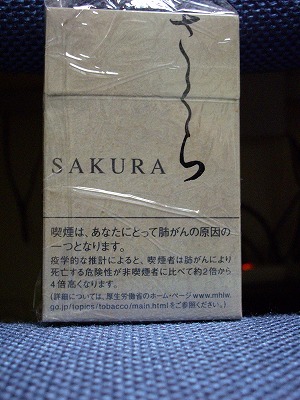 さくら
SAKURA
喫煙は、あなたにとって肺がんの原因の
一つとなります。
疫学的な推計によると、喫煙者は肺がんにより
死亡する危険性が非喫煙者に比べて約2倍から
4倍高くなります。
(詳細については、厚生労働省のホーム・ページ www.mhlw.
go.jp/topics/tobacco/main.html をご参照ください。)